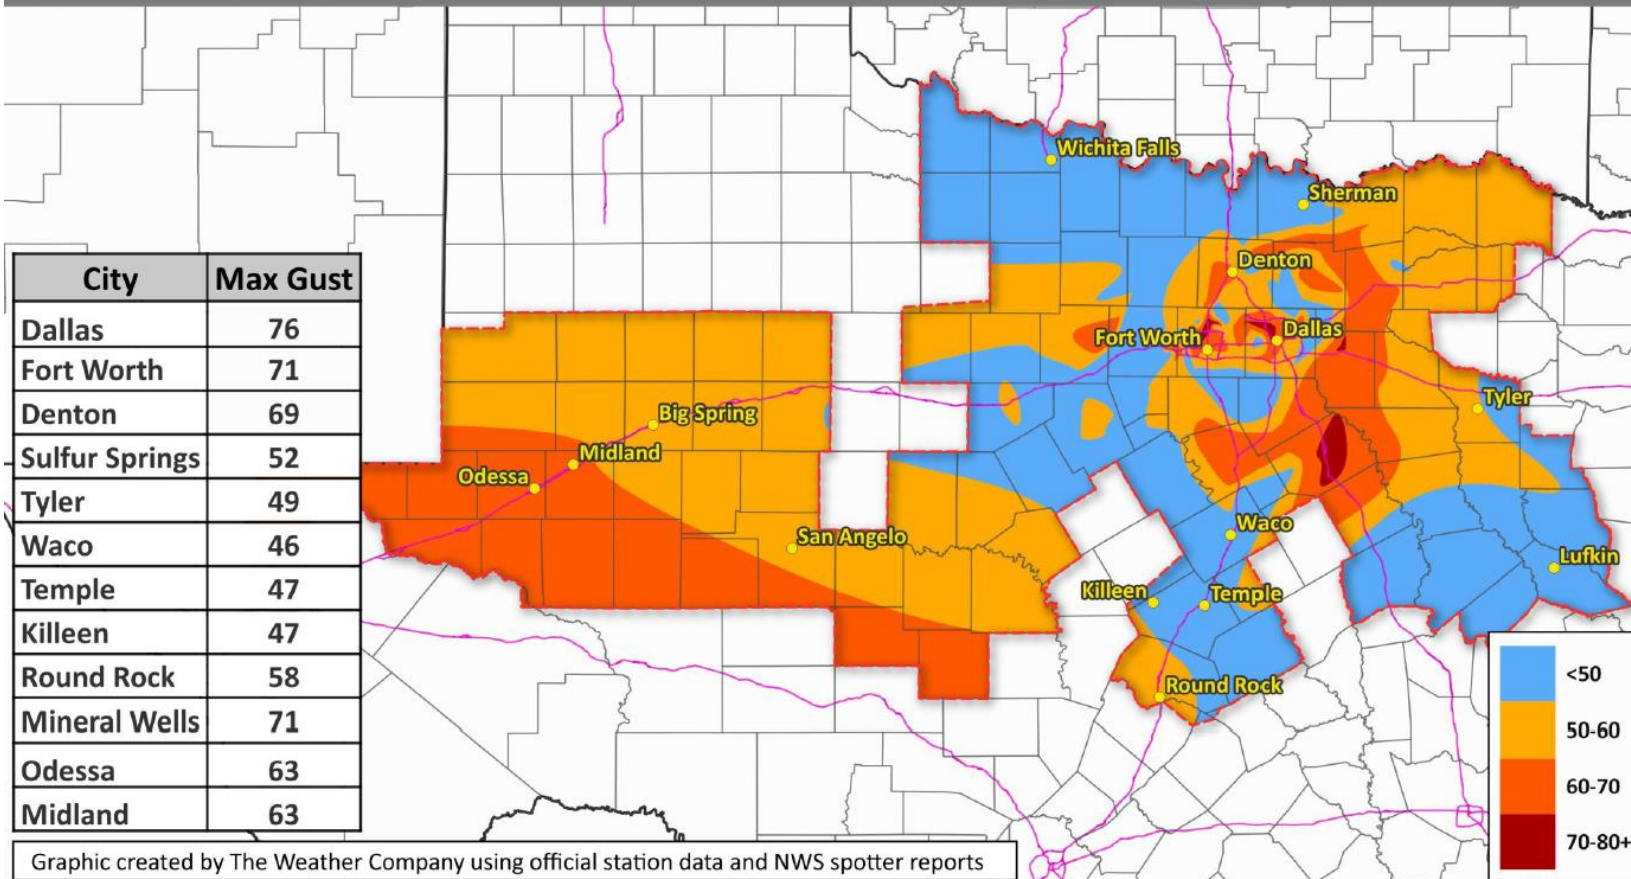 Wichita Falls
Sherman
Denton
Fort Worth
Dallas
Tyler
Big Spring
Midland
Odessa
San Angelo
Waco
Lufkin
Killeen
Temple
Round Rock
City Max Gust
Dallas 76
Fort Worth 71
Denton 69
Sulfur Springs 52
Tyler 49
Waco 46
Temple 47
Killeen 47
Round Rock 58
Mineral Wells 71
Odessa 63
Midland 63
<50
50-60
60-70
70-80+
Graphic created by The Weather Company using official station data and NWS spotter reports